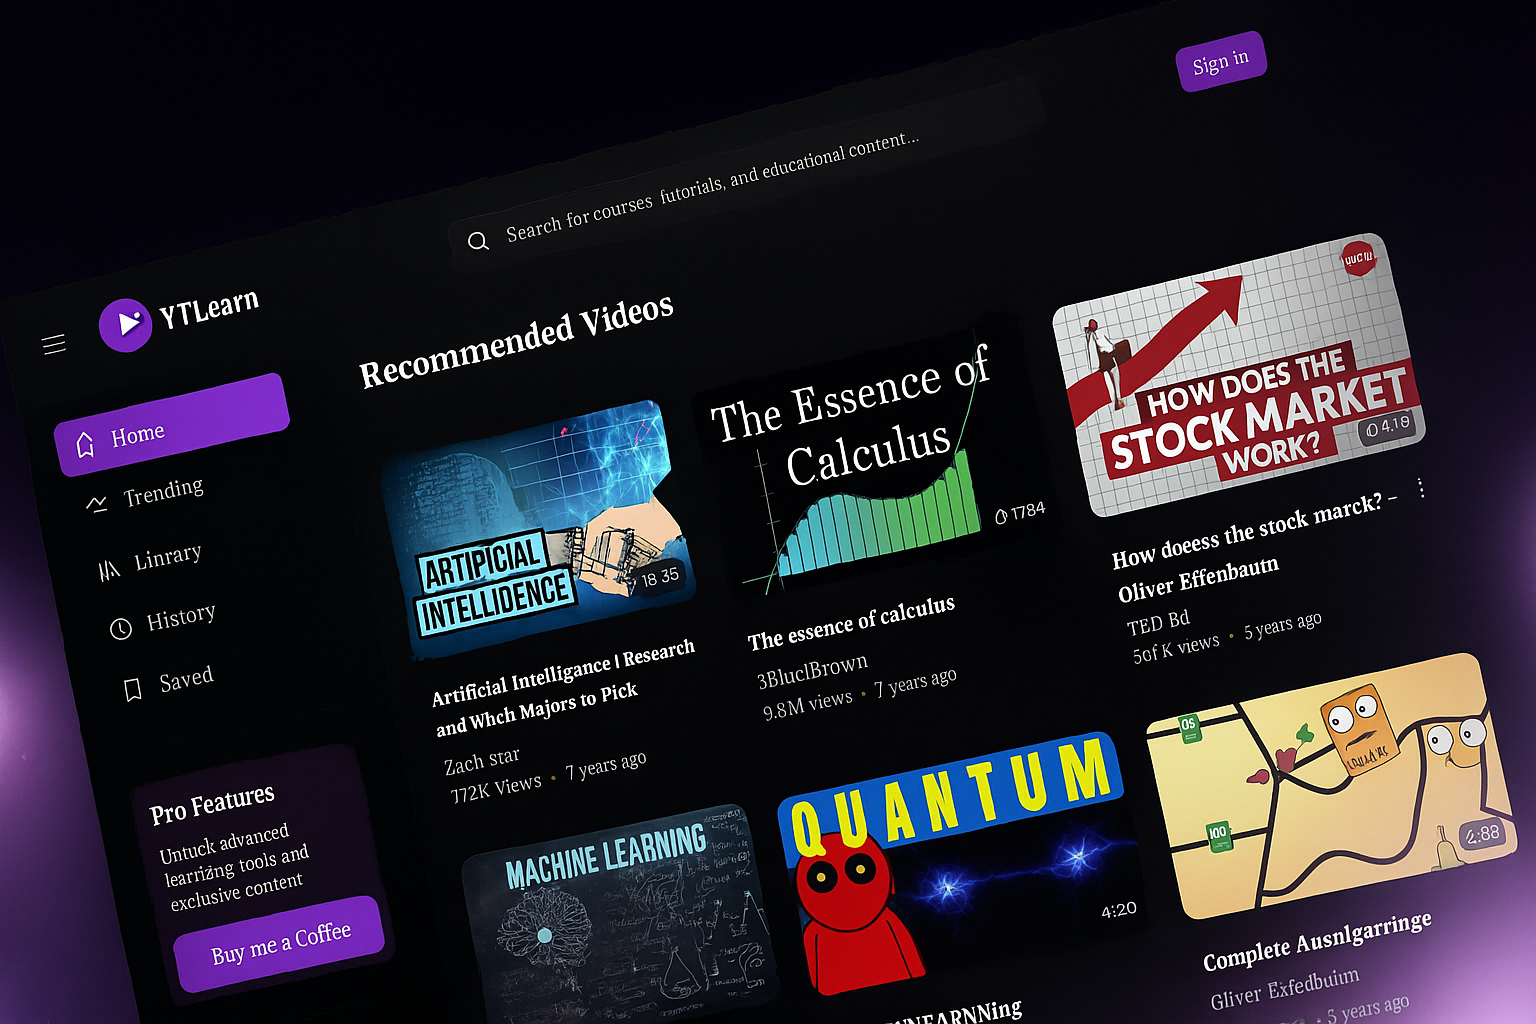 Sign in
Search for courses futorials, and educational content...
YTLearn
Home
Trending
Linrary
History
Saved
Pro Features
Untuck advanced
learrižng tools and
exclusive content
Buy me a Coffee
Recommended Videos
ARTIPICIAL
INTELLIDENCE
18 35
Artificial Intelligance | Research
and Whch Majors to Pick
Zach star
772K Views • 7 years ago
The Essence of
Calculus
1784
The essence of calculus
3BluclBrown
9.8M views • 7 years ago
HOW DOES THE
STOCK MARKET
WORK?
4.19
How doeess the stock marck? –
Oliver Effenbautn
TED Bd
5of K views • 5 years ago
MACHINE LEARNING
QUANTUM
4:20
OS
100
4:88
Complete Ausnlgarringe
Gliver Exfedbuiim
• 5 years ago